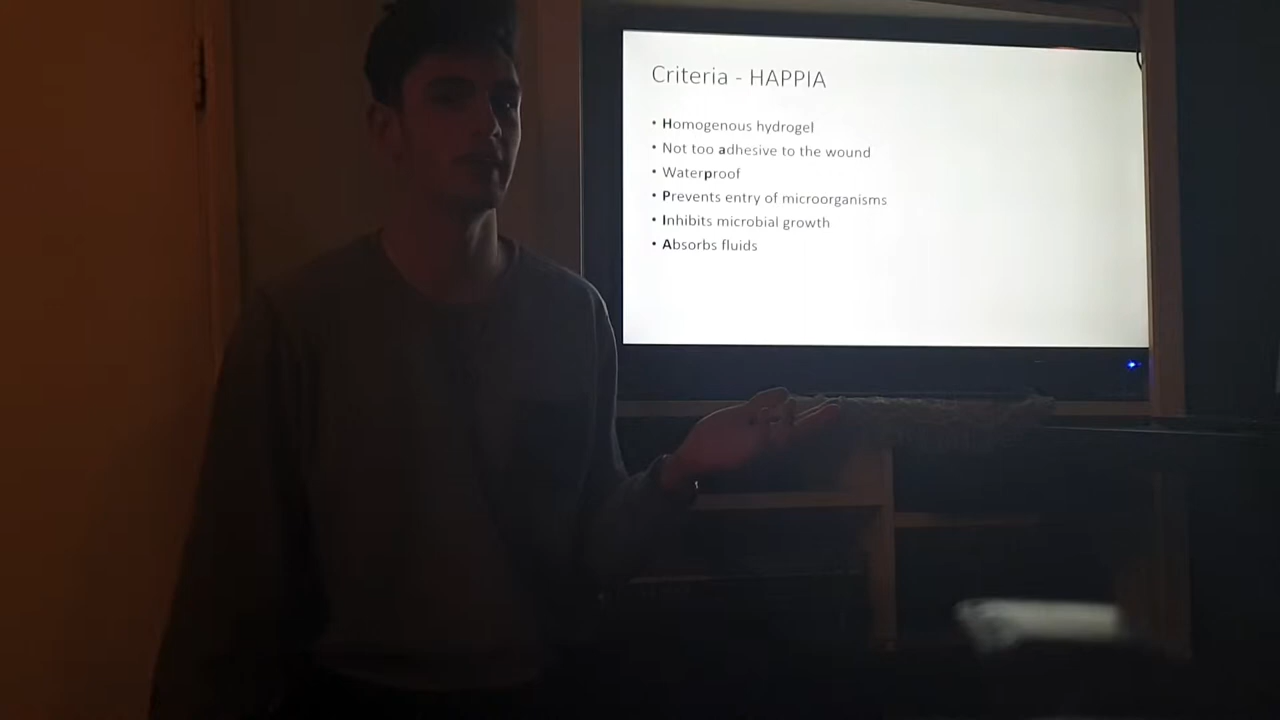 Criteria - HAPPIA
• Homogenous hydrogel
• Not too adhesive to the wound
• Waterproof
• Prevents entry of microorganisms
• Inhibits microbial growth
• Absorbs fluids